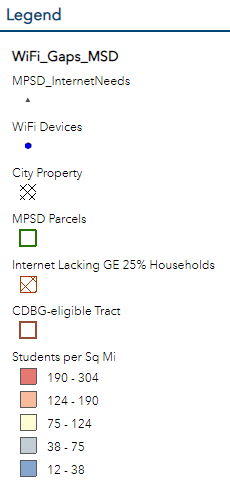 Legend
WiFi_Gaps_MSD
MPSD_InternetNeeds
WiFi Devices
City Property
MPSD Parcels
Internet Lacking GE 25% Households
CDBG-eligible Tract
Students per Sq Mi
190 - 304
124 - 190
75 - 124
38 - 75
12 - 38